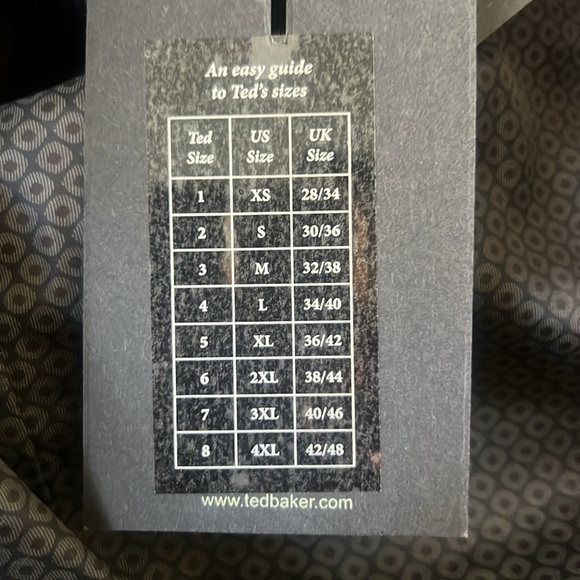 An easy guide
to Ted's sizes
Ted US UK
Size Size Size
1 XS 28/34
2 S 30/36
3 M 32/38
4 L 34/40
5 XL 36/42
6 2XL 38/44
7 3XL 40/46
8 4XL 42/48
www.tedbaker.com